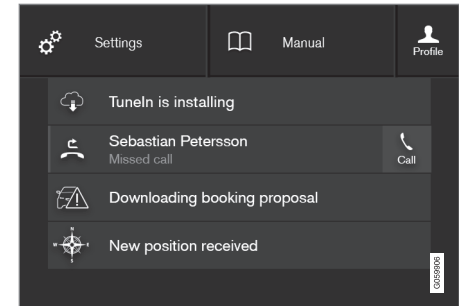 Settings
Manual
Profile
TuneIn is installing
Sebastian Petersson
Missed call
Call
Downloading booking proposal
W E
New position received
G059906